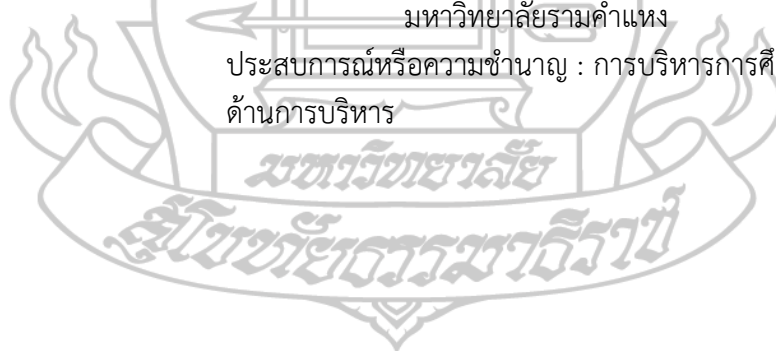 มหาวิทยาลัยรามคำแหง
ประสบการณ์หรือความชำนาญ : การบริหารการศึ
ด้านการบริหาร
มหาวิทยาลัย
สุโขทัยธรรมาธิราช